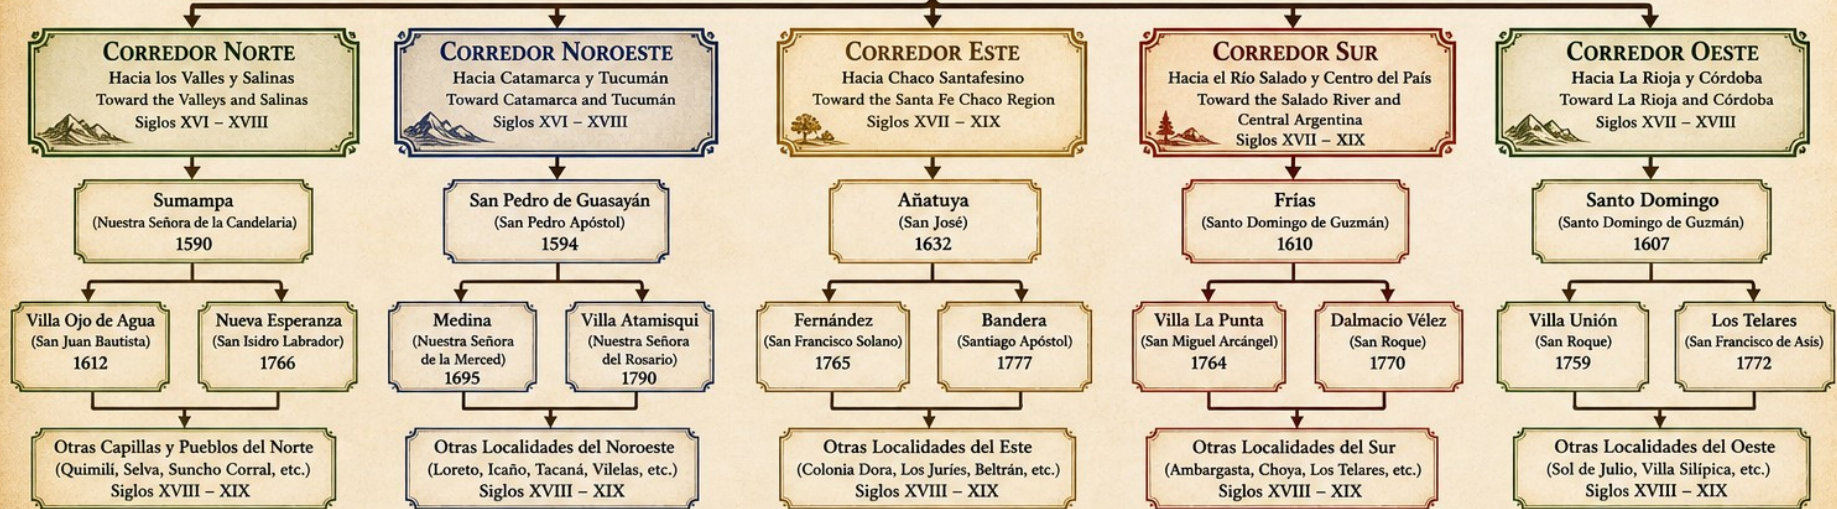 CORREDOR NORTE
Hacia los Valles y Salinas
Toward the Valleys and Salinas
Siglos XVI – XVIII
CORREDOR NOROESTE
Hacia Catamarca y Tucumán
Toward Catamarca and Tucumán
Siglos XVI – XVIII
CORREDOR ESTE
Hacia Chaco Santafesino
Toward the Santa Fe Chaco Region
Siglos XVII – XIX
CORREDOR SUR
Hacia el Río Salado y Centro del País
Toward the Salado River and
Central Argentina
Siglos XVII – XIX
CORREDOR OESTE
Hacia La Rioja y Córdoba
Toward La Rioja and Córdoba
Siglos XVII – XVIII
Sumampa
(Nuestra Señora de la Candelaria)
1590
San Pedro de Guasayán
(San Pedro Apóstol)
1594
Añatuya
(San José)
1632
Frías
(Santo Domingo de Guzmán)
1610
Santo Domingo
(Santo Domingo de Guzmán)
1607
Villa Ojo de Agua
(San Juan Bautista)
1612
Nueva Esperanza
(San Isidro Labrador)
1766
Medina
(Nuestra Señora
de la Merced)
1695
Villa Atamisqui
(Nuestra Señora
del Rosario)
1790
Fernández
(San Francisco Solano)
1765
Bandera
(Santiago Apóstol)
1777
Villa La Punta
(San Miguel Arcángel)
1764
Dalmacio Vélez
(San Roque)
1770
Villa Unión
(San Roque)
1759
Los Telares
(San Francisco de Asís)
1772
Otras Capillas y Pueblos del Norte
(Quimilí, Selva, Suncho Corral, etc.)
Siglos XVIII – XIX
Otras Localidades del Noroeste
(Loreto, Icaño, Tacaná, Vilelas, etc.)
Siglos XVIII – XIX
Otras Localidades del Este
(Colonia Dora, Los Juríes, Beltrán, etc.)
Siglos XVIII – XIX
Otras Localidades del Sur
(Ambargasta, Choya, Los Telares, etc.)
Siglos XVIII – XIX
Otras Localidades del Oeste
(Sol de Julio, Villa Silípica, etc.)
Siglos XVIII – XIX